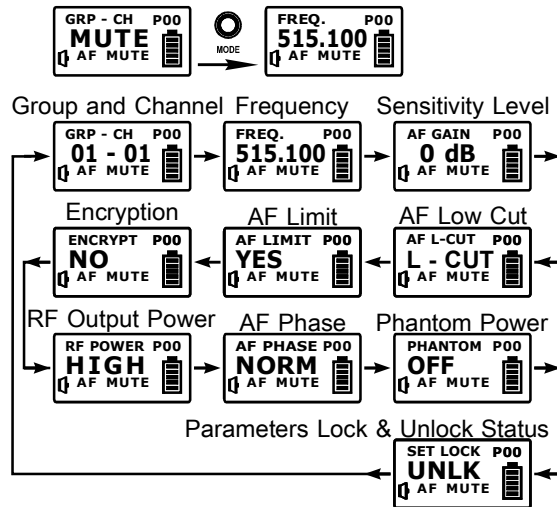 GRP - CH P00
MUTE
AF MUTE
MODE
FREQ.
515.100
AF MUTE
Group and Channel
Frequency
Sensitivity Level
GRP - CH P00
01 - 01
AF MUTE
FREQ. P00
515.100
AF MUTE
AF GAIN P00
0 dB
AF MUTE
Encryption
AF Limit
AF Low Cut
ENCRYPT P00
NO
AF MUTE
AF LIMIT P00
YES
AF MUTE
AF L-CUT P00
L - CUT
AF MUTE
RF Output Power
AF Phase
Phantom Power
RF POWER P00
HIGH
AF MUTE
AF PHASE P00
NORM
AF MUTE
PHANTOM P00
OFF
AF MUTE
Parameters Lock & Unlock Status
SET LOCK P00
UNLK
AF MUTE